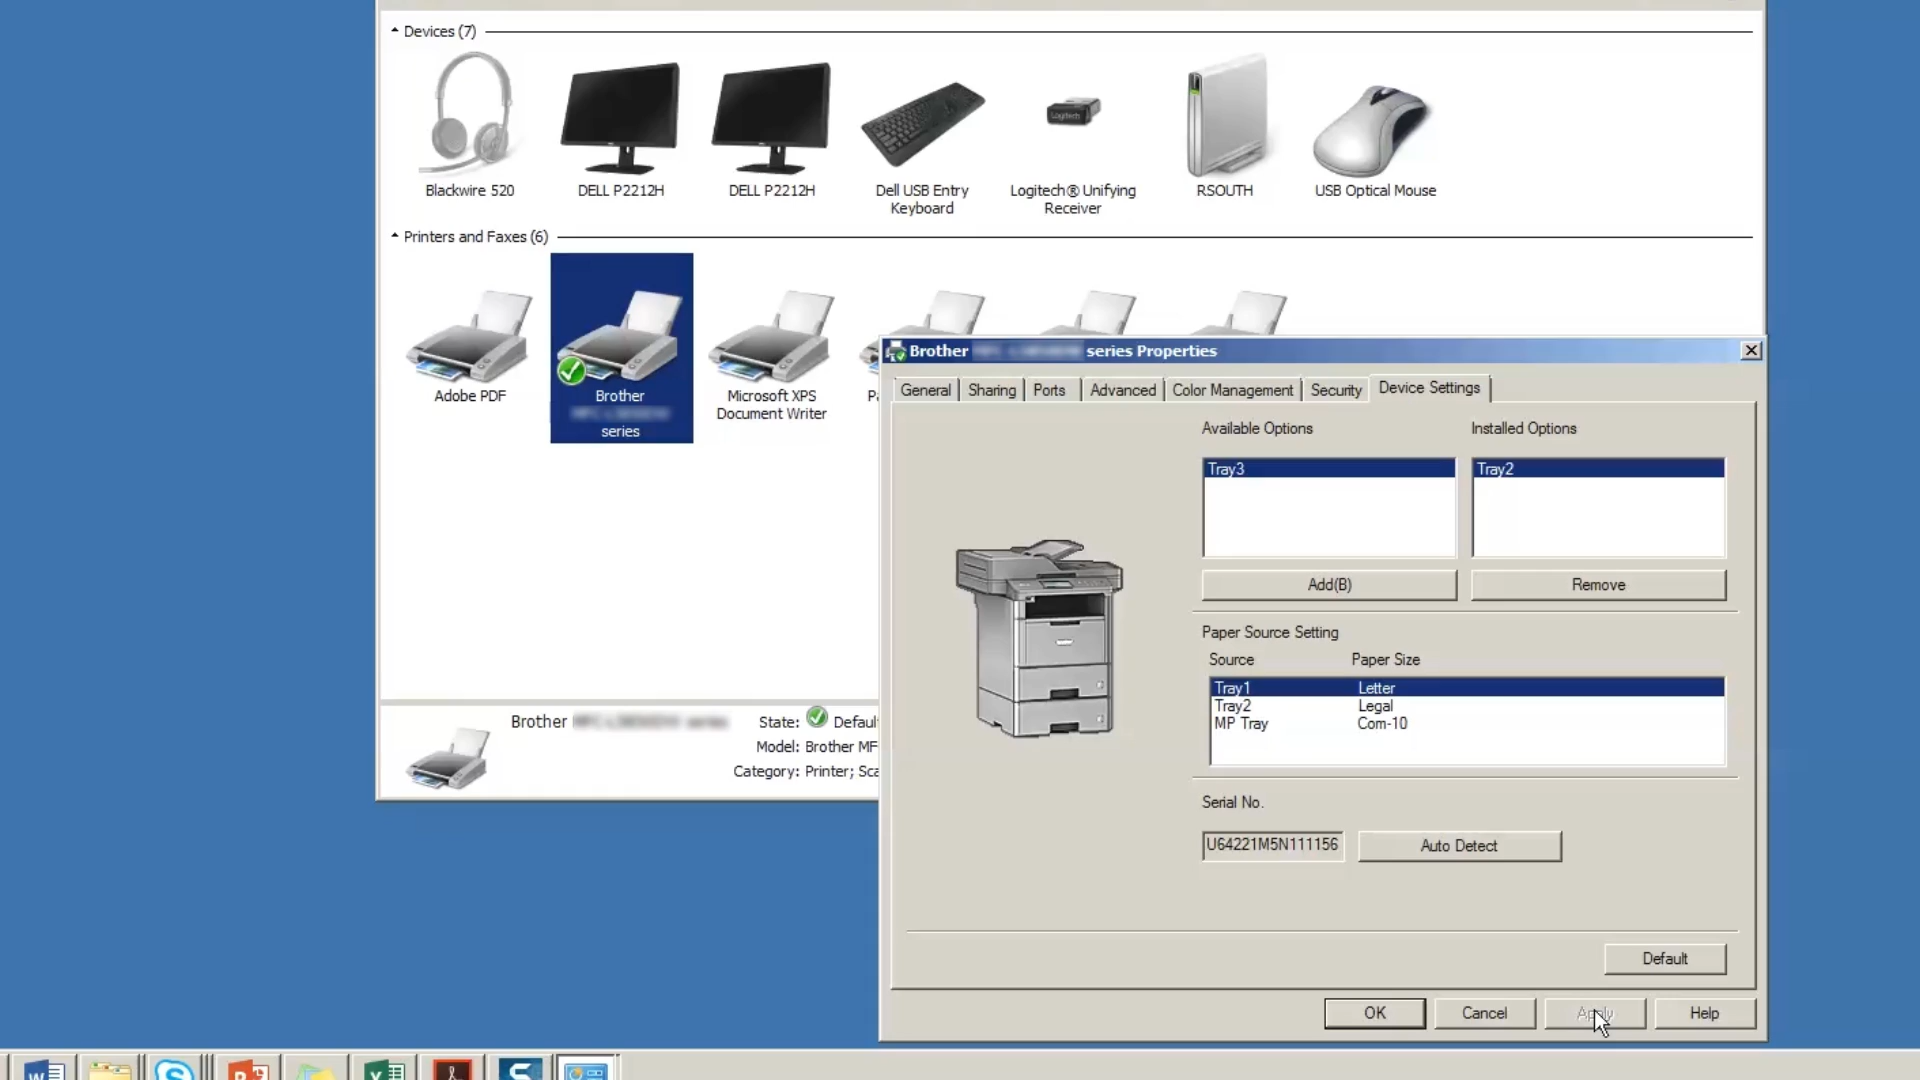 Devices (7)
Blackwire 520
DELL P2212H
DELL P2212H
Dell USB Entry
Keyboard
Logitech
Logitech® Unifying
Receiver
RSOUTH
USB Optical Mouse
Printers and Faxes (6)
Adobe PDF
Brother
series
Microsoft XPS
Document Writer
Brother
State: Defaul
Model: Brother MF
Category: Printer; Sca
Brother series Properties
General
Sharing
Ports
Advanced
Color Management
Security
Device Settings
Available Options
Installed Options
Tray3
Tray2
Add(B)
Remove
Paper Source Setting
Source Paper Size
Tray1 Letter
Tray2 Legal
MP Tray Com-10
Serial No.
U64221M5N111156
Auto Detect
Default
OK
Cancel
Apply
Help